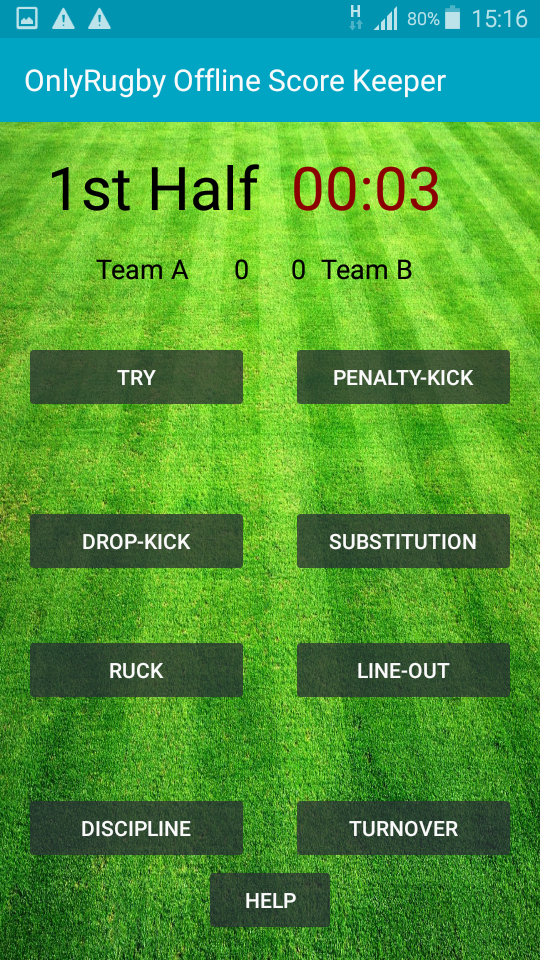 H 80% 15:16
OnlyRugby Offline Score Keeper
1st Half 00:03
Team A 0 0 Team B
TRY PENALTY-KICK
DROP-KICK SUBSTITUTION
RUCK LINE-OUT
DISCIPLINE TURNOVER
HELP